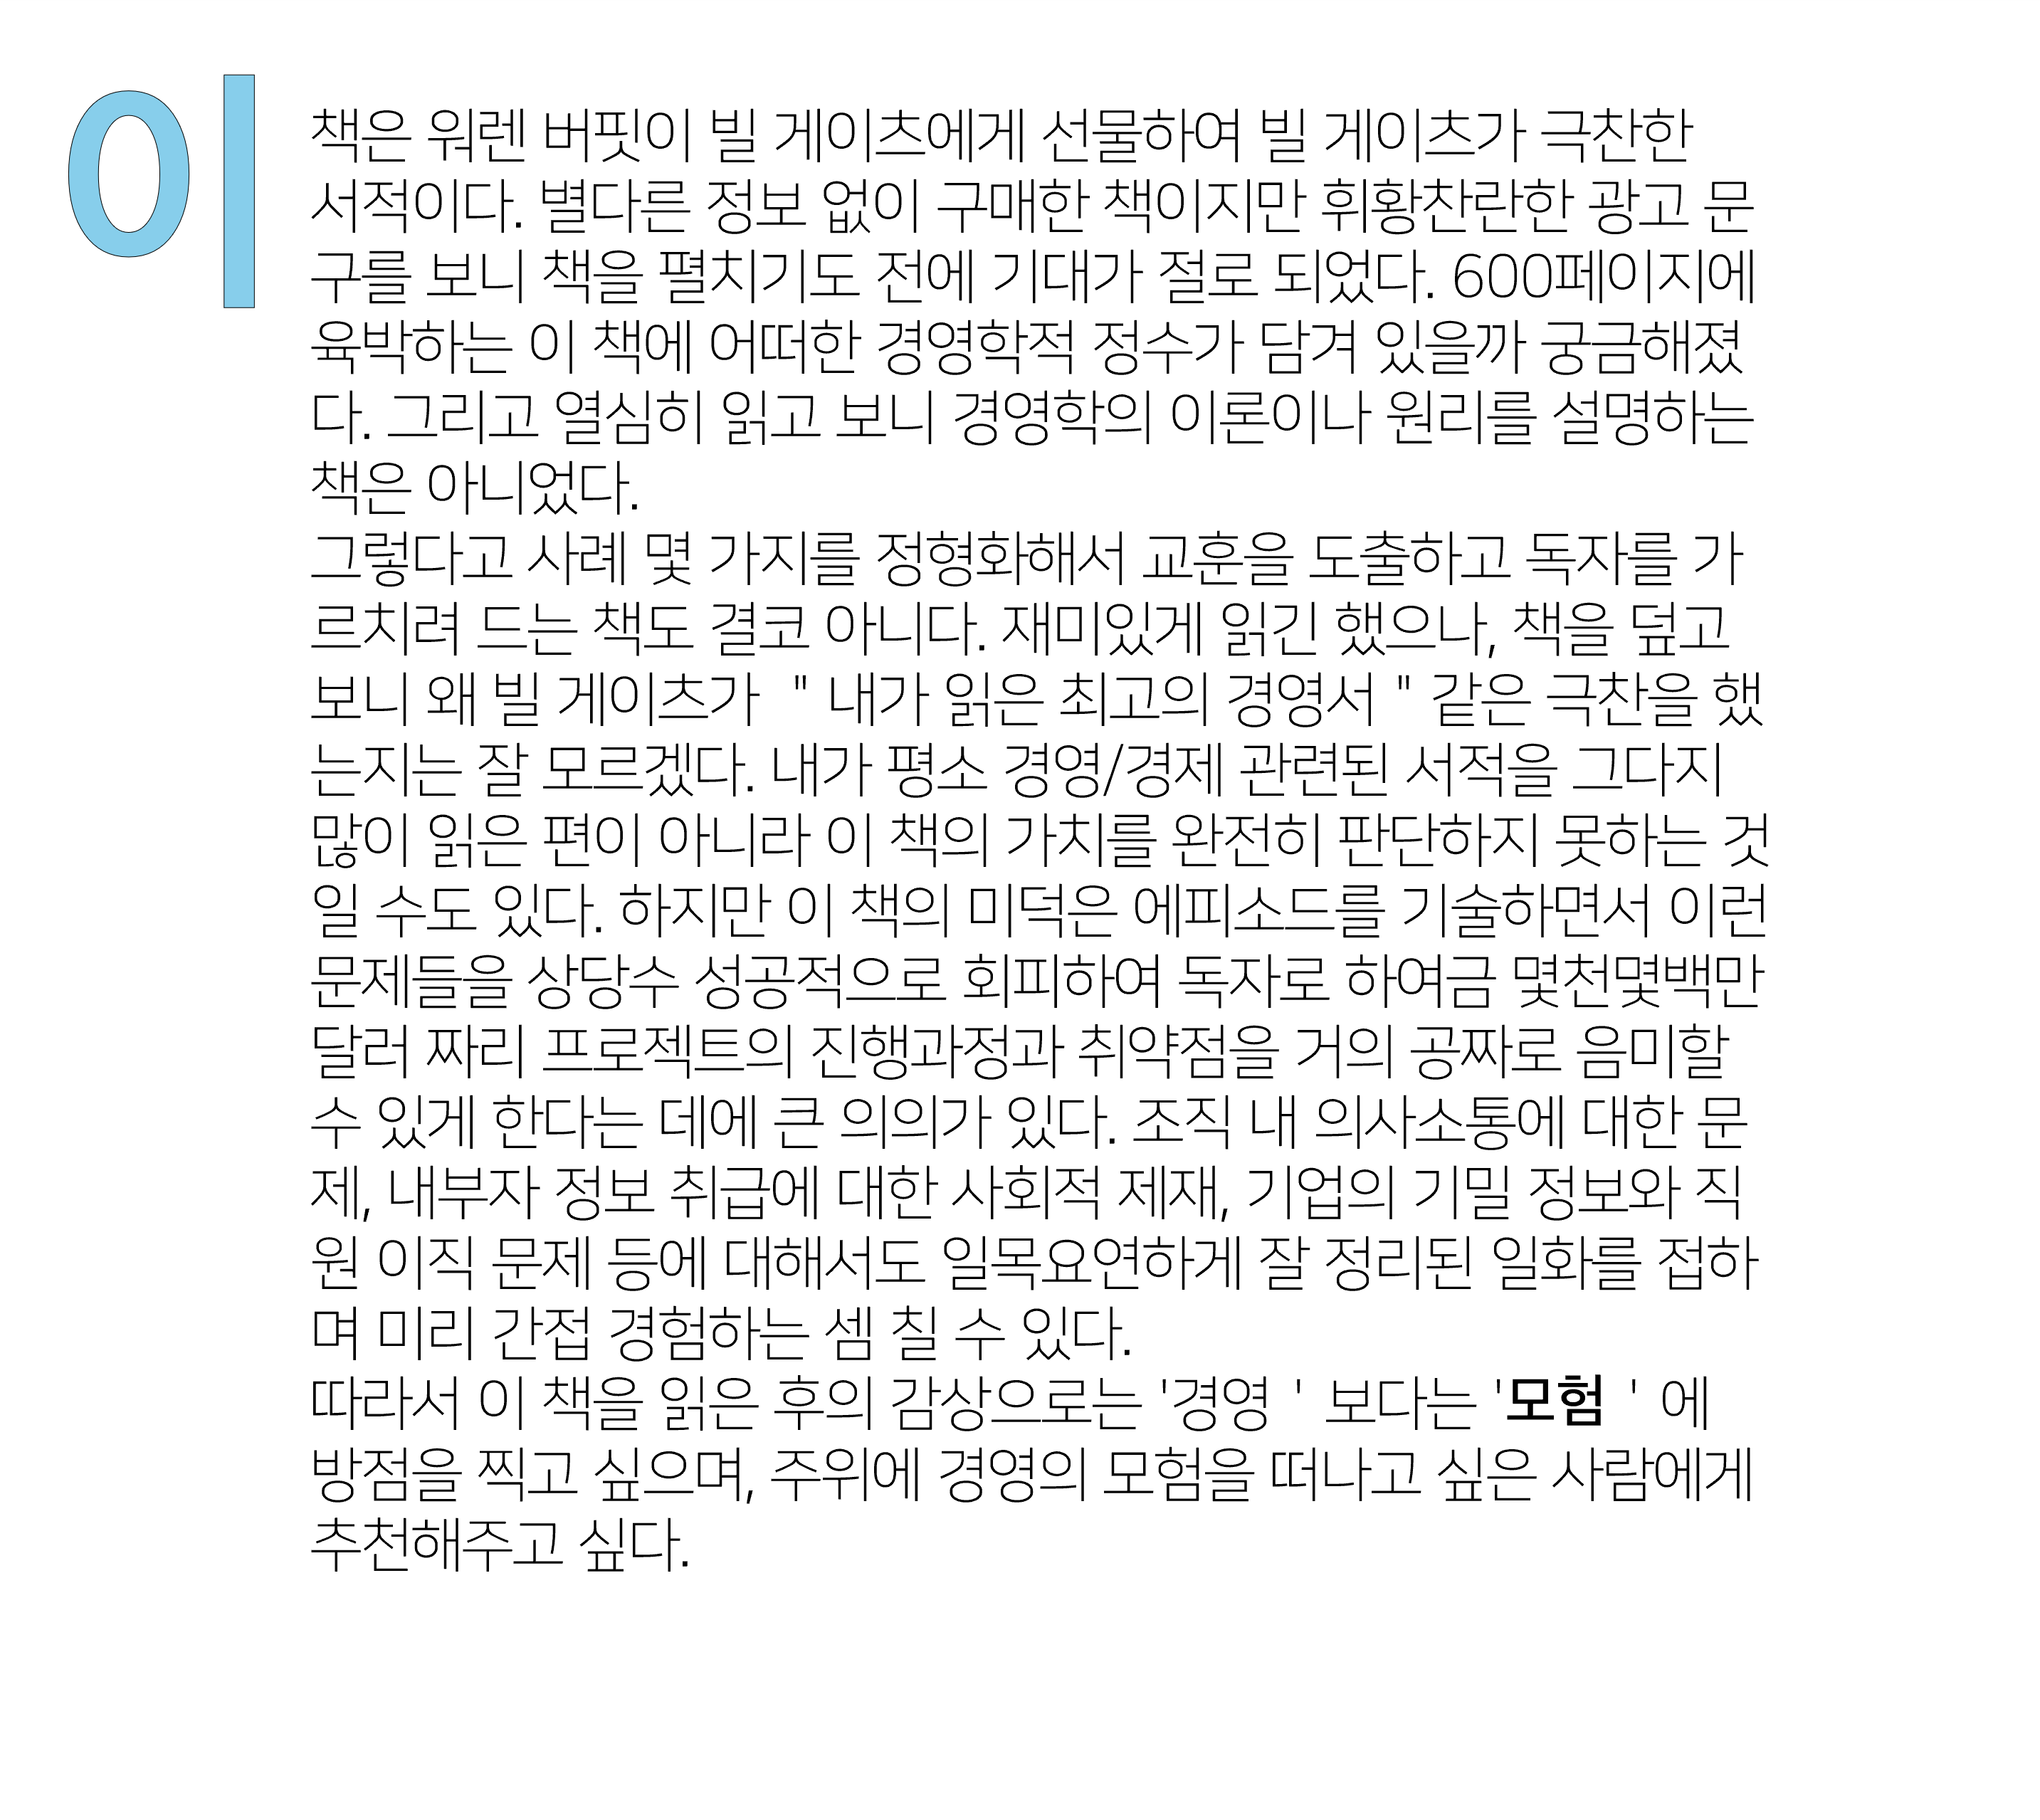 이
책은 워렌 버핏이 빌 게이츠에게 선물하여 빌 게이츠가 극찬한
서적이다. 별다른 정보 없이 구매한 책이지만 휘황찬란한 광고 문
구를 보니 책을 펼치기도 전에 기대가 절로 되었다. 600페이지에
육박하는 이 책에 어떠한 경영학적 정수가 담겨 있을까 궁금해졌
다. 그리고 열심히 읽고 보니 경영학의 이론이나 원리를 설명하는
책은 아니었다.
그렇다고 사례 몇 가지를 정형화해서 교훈을 도출하고 독자를 가
르치려 드는 책도 결코 아니다. 재미있게 읽긴 했으나, 책을 덮고
보니 왜 빌 게이츠가 " 내가 읽은 최고의 경영서 " 같은 극찬을 했
는지는 잘 모르겠다. 내가 평소 경영/경제 관련된 서적을 그다지
많이 읽은 편이 아니라 이 책의 가치를 완전히 판단하지 못하는 것
일 수도 있다. 하지만 이 책의 미덕은 에피소드를 기술하면서 이런
문제들을 상당수 성공적으로 회피하여 독자로 하여금 몇천몇백만
달러 짜리 프로젝트의 진행과정과 취약점을 거의 공짜로 음미할
수 있게 한다는 데에 큰 의의가 있다. 조직 내 의사소통에 대한 문
제, 내부자 정보 취급에 대한 사회적 제재, 기업의 기밀 정보와 직
원 이직 문제 등에 대해서도 일목요연하게 잘 정리된 일화를 접하
며 미리 간접 경험하는 셈 칠 수 있다.
따라서 이 책을 읽은 후의 감상으로는 '경영 ' 보다는 '모험 ' 에
방점을 찍고 싶으며, 주위에 경영의 모험을 떠나고 싶은 사람에게
추천해주고 싶다.